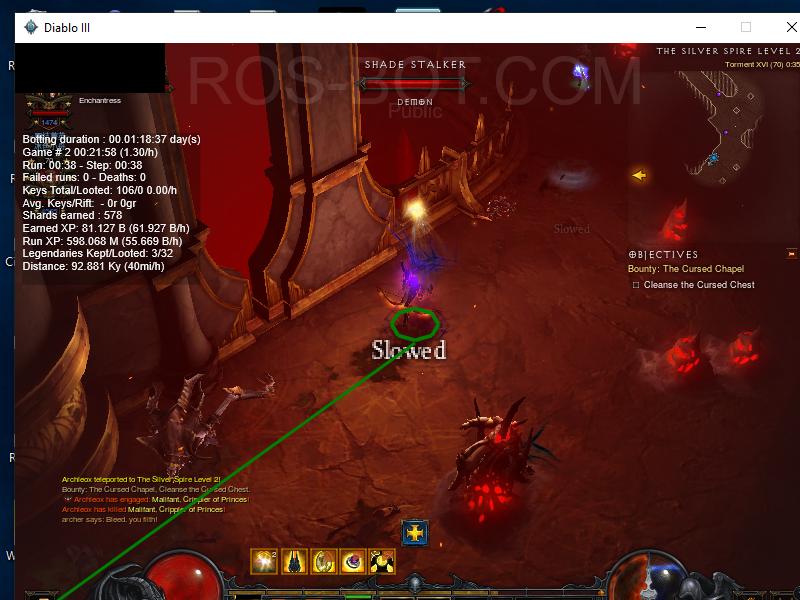 Diablo III
THE SILVER SPIRE LEVEL 2
Torment XVI (70) 0:35
SHADE STALKER
DEMON
ROS-BOT.COM
Public
Enchantress
1474
Botting duration : 00.01:18:37 day(s)
Game # 2 00:21:58 (1.30/h)
Run: 00:38 - Step: 00:38
Failed runs: 0 - Deaths: 0
Keys Total/Looted: 106/0 0.00/h
Avg. Keys/Rift: - 0r 0gr
Shards earned : 578
Earned XP: 81.127 B (61.927 B/h)
Run XP: 598.068 M (55.669 B/h)
Legendaries Kept/Looted: 3/32
Distance: 92.881 Ky (40mi/h)
Slowed
OBJECTIVES
Bounty: The Cursed Chapel
Cleanse the Cursed Chest
Slowed
Archleox teleported to The Silver Spire Level 2!
Bounty: The Cursed Chapel, Cleanse the Cursed Chest.
Archleox has engaged: Malifant, Crippler of Princes!
Archleox has killed Malifant, Crippler of Princes!
archer says: Bleed, you filth!
2